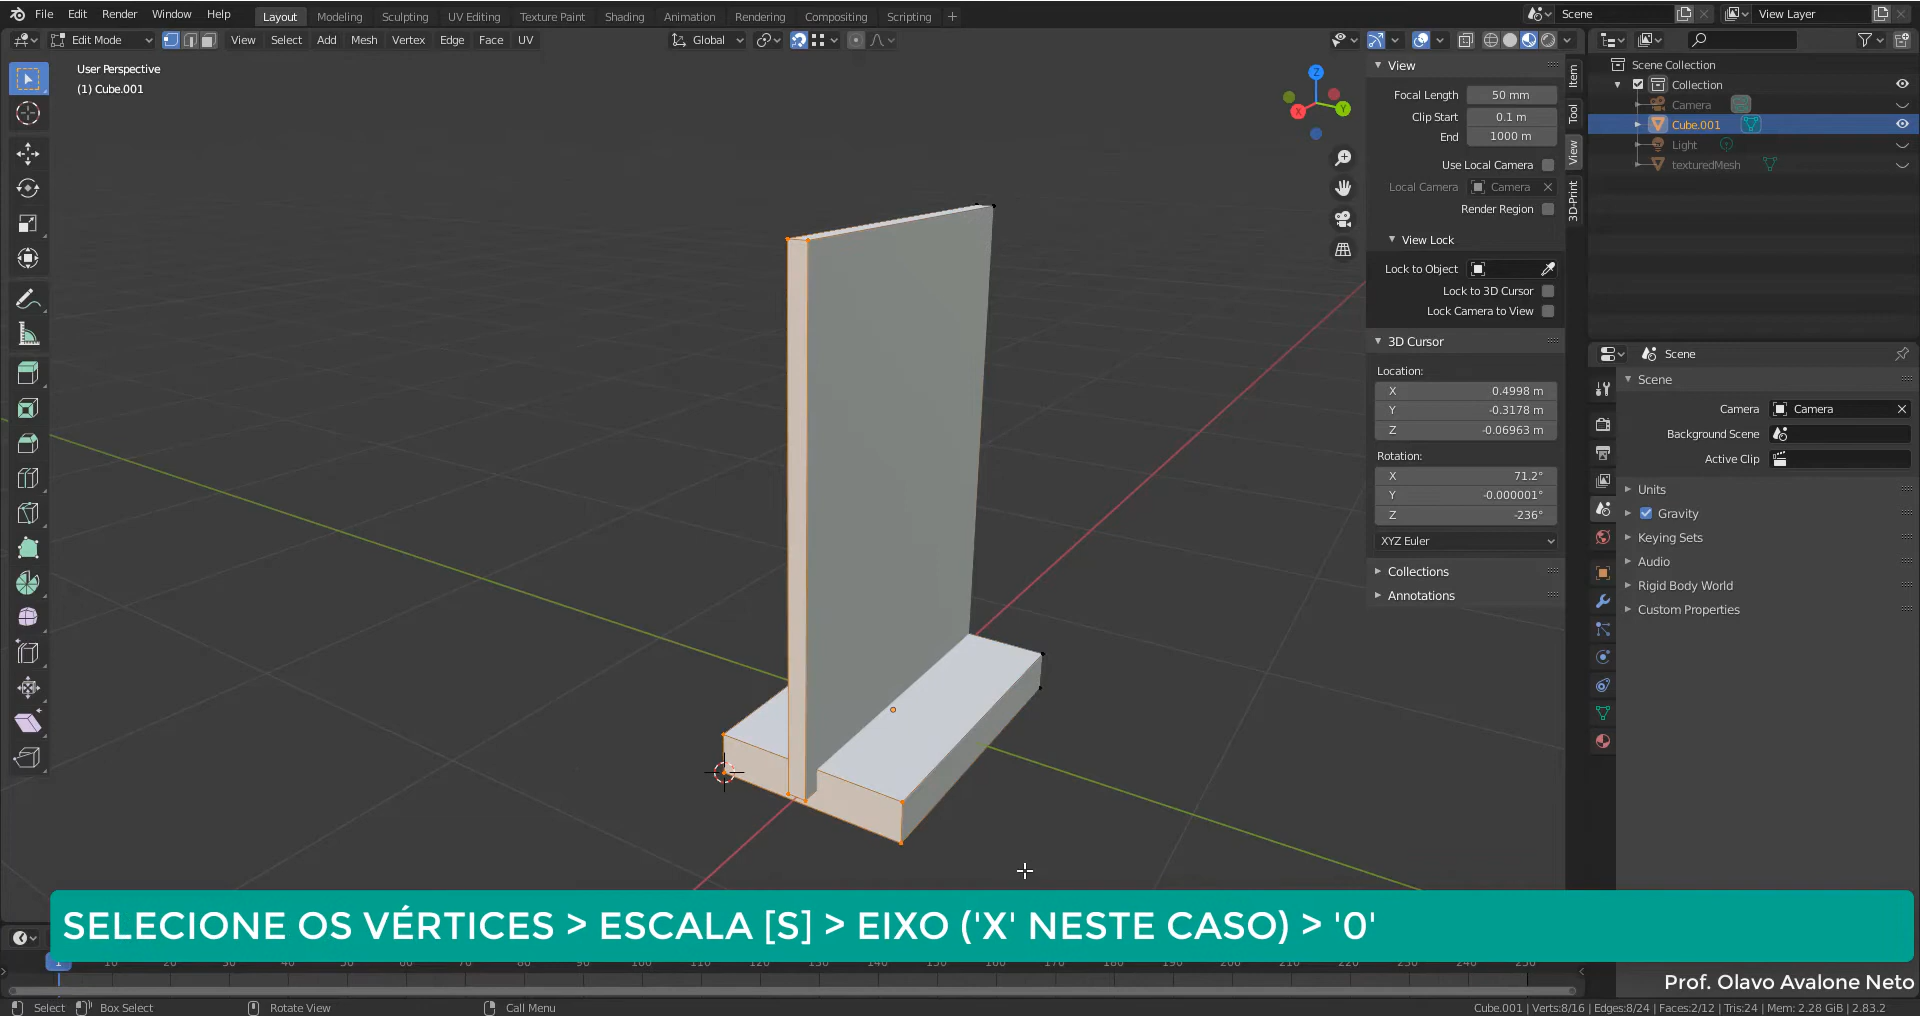 File Edit Render Window Help Layout Modeling Sculpting UV Editing Texture Paint Shading Animation Rendering Compositing Scripting + Scene View Layer
Edit Mode View Select Add Mesh Vertex Edge Face UV Global
User Perspective
(1) Cube.001
View
Focal Length 50 mm
Clip Start 0.1 m
End 1000 m
Use Local Camera
Local Camera Camera
Render Region
View Lock
Lock to Object
Lock to 3D Cursor
Lock Camera to View
3D Cursor
Location:
X 0.4998 m
Y -0.3178 m
Z -0.06963 m
Rotation:
X 71.2°
Y -0.000001°
Z -236°
XYZ Euler
Collections
Annotations
Item
Tool
View
3D-Print
Z
X
Y
Scene Collection
Collection
Camera
Cube.001
Light
texturedMesh
Scene
Scene
Camera Camera
Background Scene
Active Clip
Units
Gravity
Keying Sets
Audio
Rigid Body World
Custom Properties
SELECIONE OS VÉRTICES > ESCALA [S] > EIXO ('X' NESTE CASO) > '0'
Prof. Olavo Avalone Neto
Select Box Select Rotate View Call Menu Cube.001 | Verts:8/16 | Edges:8/24 | Faces:2/12 | Tris:24 | Mem: 2.28 GiB | 2.83.2